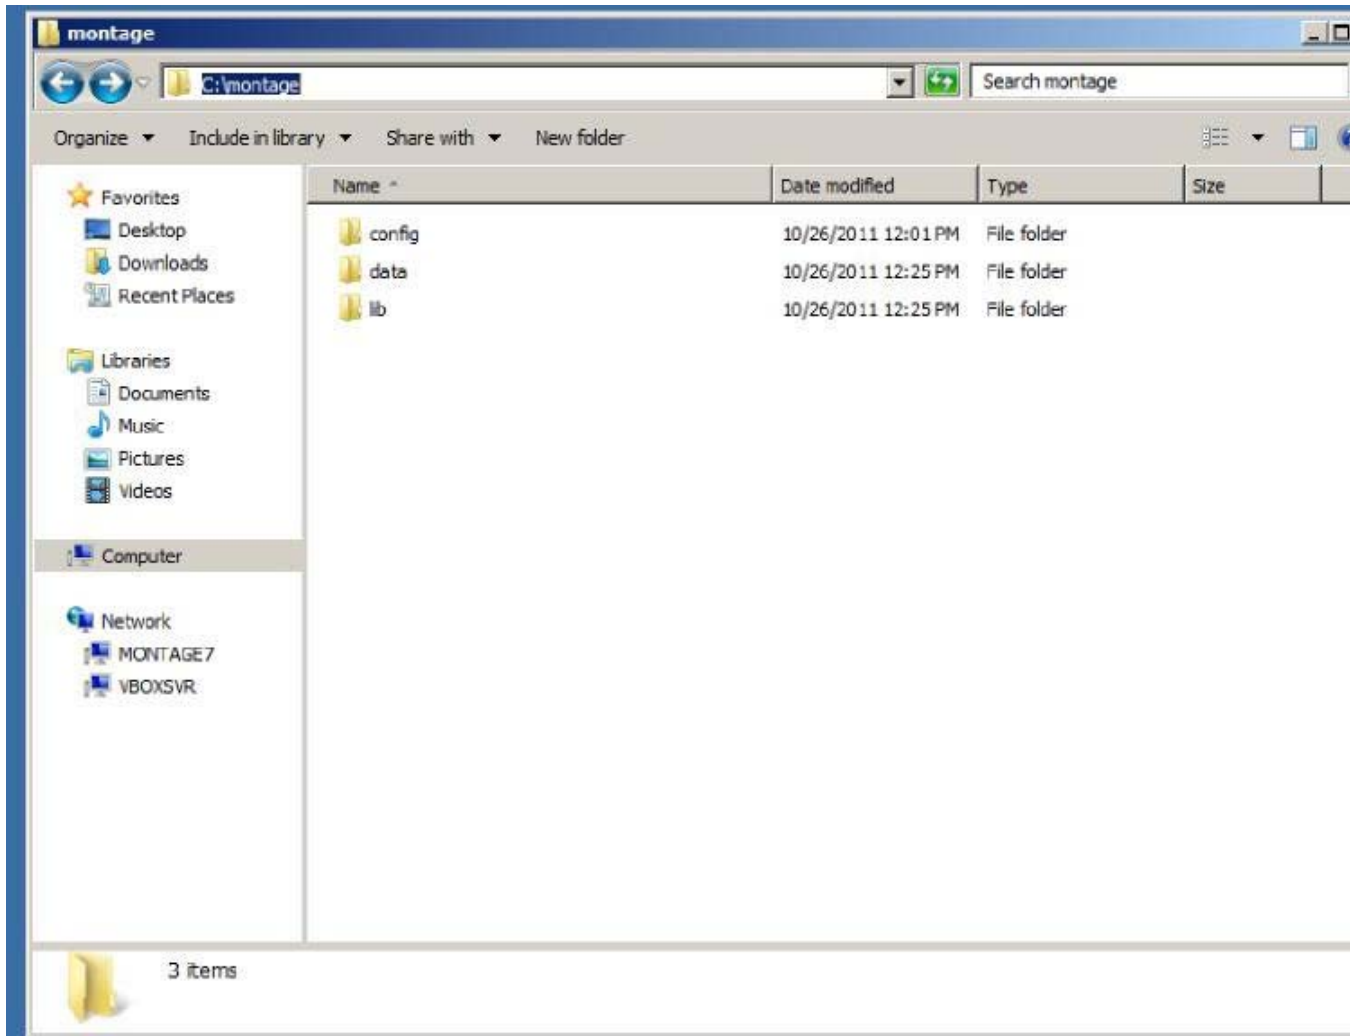 montage
C:\montage
Search montage
Organize Include in library Share with New folder
Name Date modified Type Size
Favorites
Desktop
Downloads
Recent Places
Libraries
Documents
Music
Pictures
Videos
Computer
Network
MONTAGE7
VBOXSVR
config 10/26/2011 12:01 PM File folder
data 10/26/2011 12:25 PM File folder
lib 10/26/2011 12:25 PM File folder
3 items